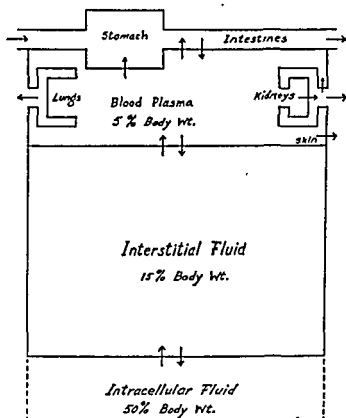 Stomach
Intestines
Lungs
Kidneys
Blood Plasma
5% Body Wt.
skin
Interstitial Fluid
15% Body Wt.
Intracellular Fluid
50% Body Wt.